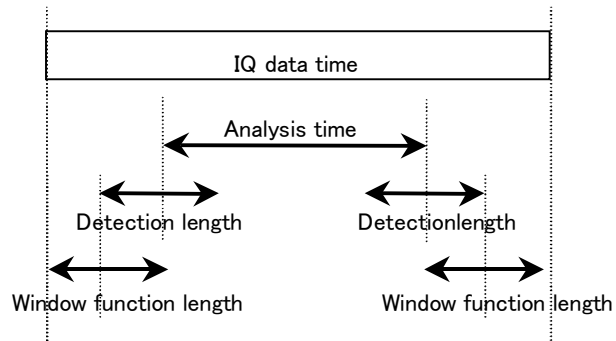 IQ data time
Analysis time
Detection length
Detectionlength
Window function length
Window function length